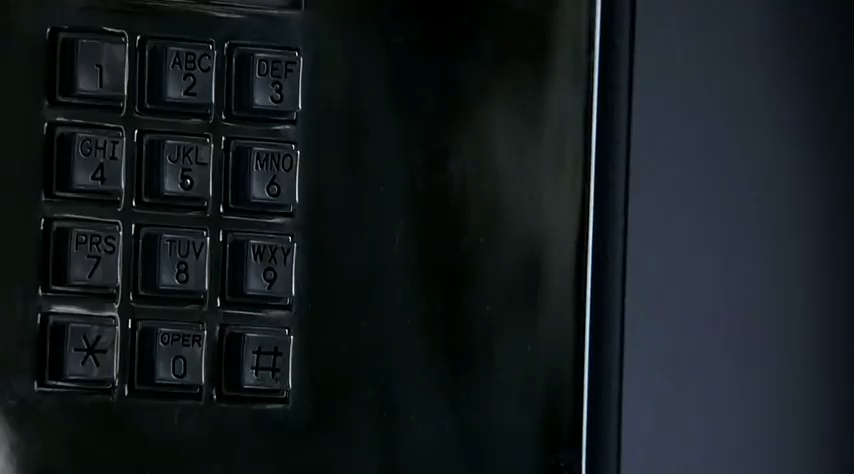 1 ABC 2 DEF 3
GHI 4 JKL 5 MNO 6
PRS 7 TUV 8 WXY 9
* OPER 0 #